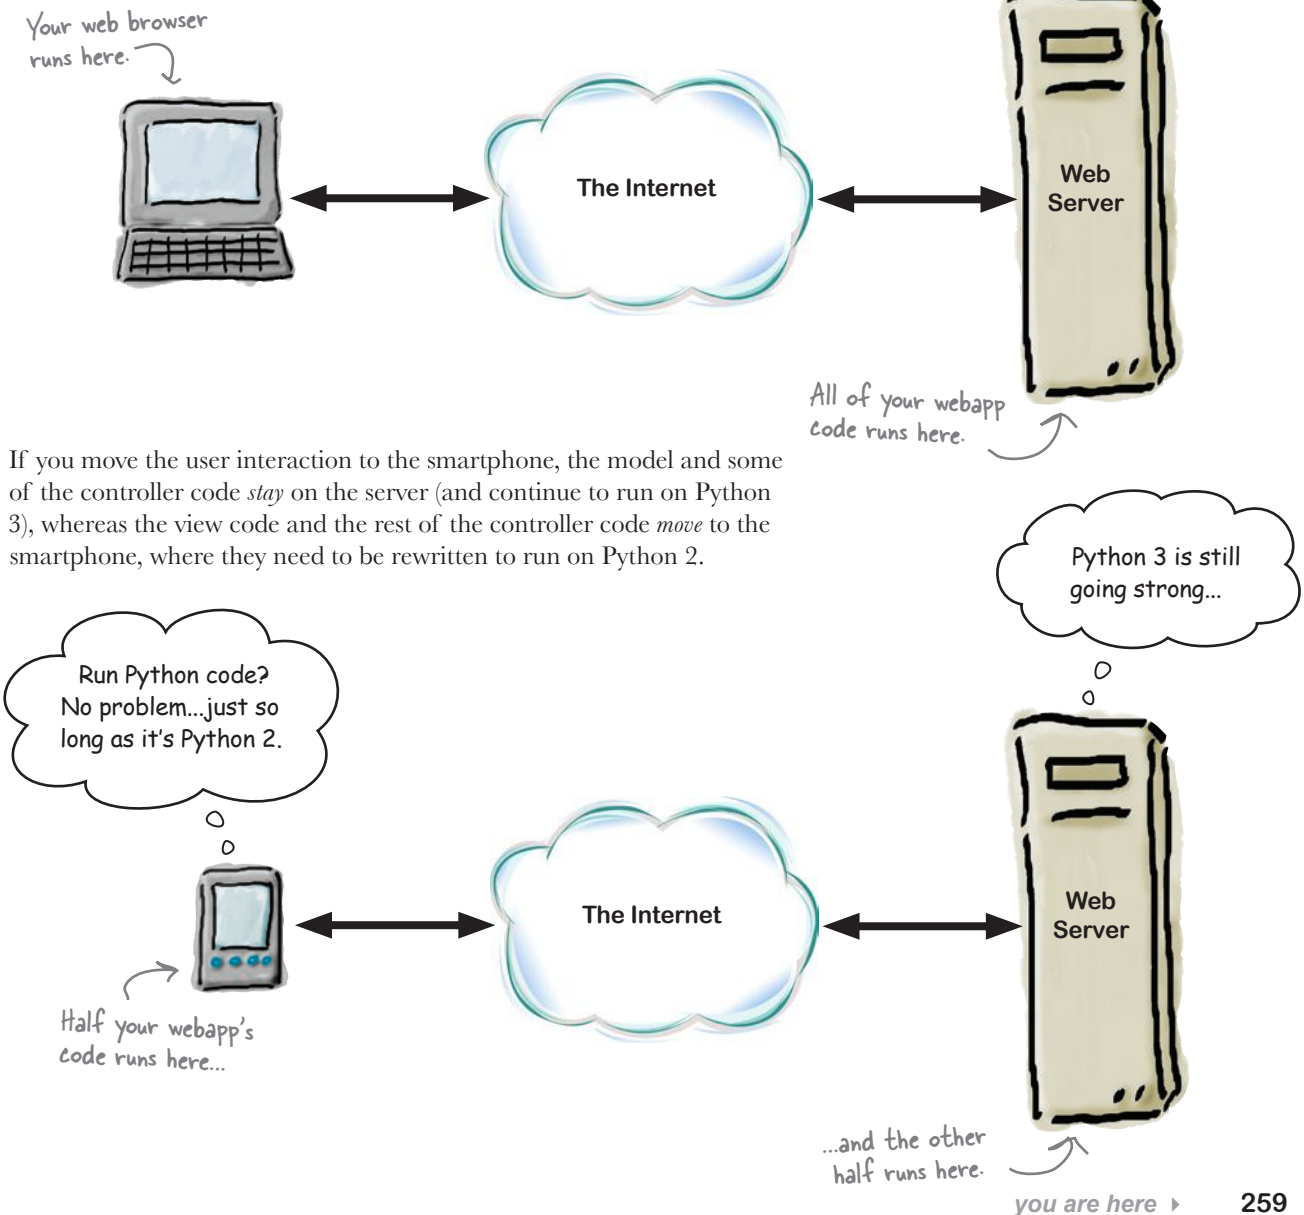 Your web browser
runs here.
The Internet
Web
Server
All of your webapp
code runs here.
If you move the user interaction to the smartphone, the model and some
of the controller code stay on the server (and continue to run on Python
3), whereas the view code and the rest of the controller code move to the
smartphone, where they need to be rewritten to run on Python 2.
Python 3 is still
going strong...
Run Python code?
No problem...just so
long as it's Python 2.
The Internet
Web
Server
Half your webapp's
code runs here...
...and the other
half runs here.
you are here ▸ 259